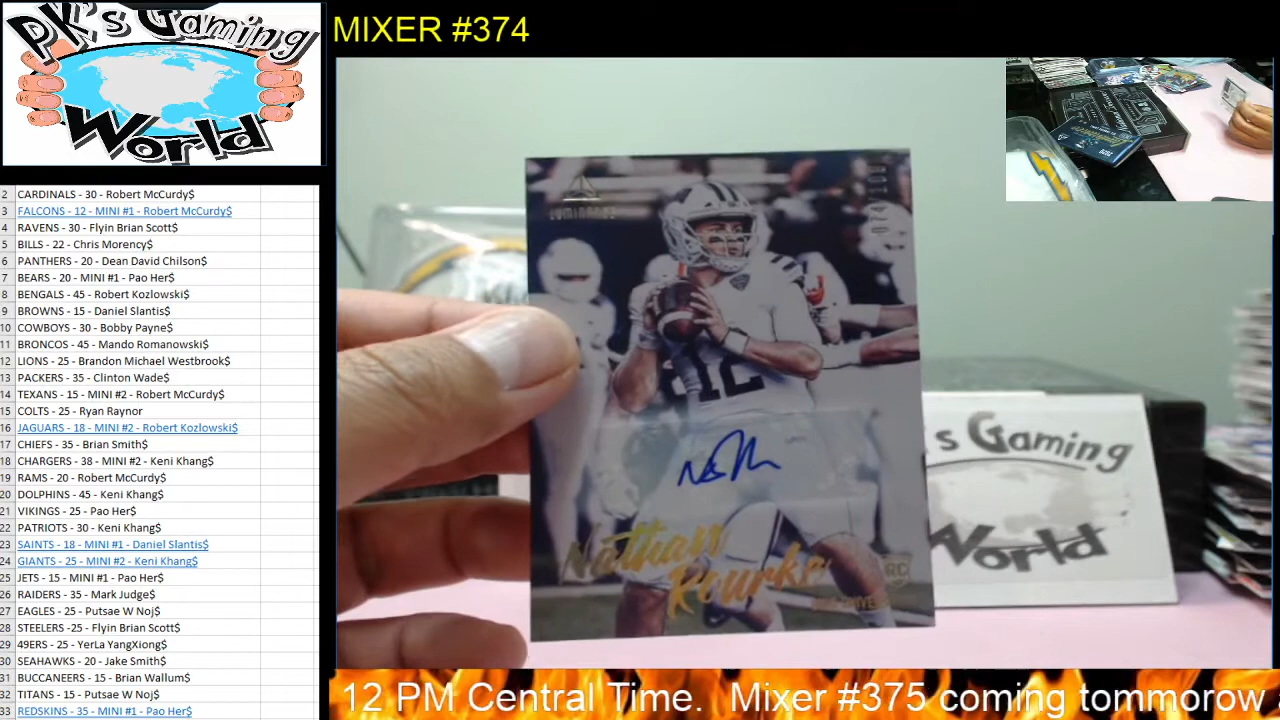 PK's Gaming
World
MIXER #374
2 CARDINALS - 30 - Robert McCurdy$
3 FALCONS - 12 - MINI #1 - Robert McCurdy$
4 RAVENS - 30 - Flyin Brian Scott$
5 BILLS - 22 - Chris Morency$
6 PANTHERS - 20 - Dean David Chilson$
7 BEARS - 20 - MINI #1 - Pao Her$
8 BENGALS - 45 - Robert Kozlowski$
9 BROWNS - 15 - Daniel Slantis$
10 COWBOYS - 30 - Bobby Payne$
11 BRONCOS - 45 - Mando Romanowski$
12 LIONS - 25 - Brandon Michael Westbrook$
13 PACKERS - 35 - Clinton Wade$
14 TEXANS - 15 - MINI #2 - Robert McCurdy$
15 COLTS - 25 - Ryan Raynor
16 JAGUARS - 18 - MINI #2 - Robert Kozlowski$
17 CHIEFS - 35 - Brian Smith$
18 CHARGERS - 38 - MINI #2 - Keni Khang$
19 RAMS - 20 - Robert McCurdy$
20 DOLPHINS - 45 - Keni Khang$
21 VIKINGS - 25 - Pao Her$
22 PATRIOTS - 30 - Keni Khang$
23 SAINTS - 18 - MINI #1 - Daniel Slantis$
24 GIANTS - 25 - MINI #2 - Keni Khang$
25 JETS - 15 - MINI #1 - Pao Her$
26 RAIDERS - 35 - Mark Judge$
27 EAGLES - 25 - Putsae W Noj$
28 STEELERS -25 - Flyin Brian Scott$
29 49ERS - 25 - YerLa YangXiong$
30 SEAHAWKS - 20 - Jake Smith$
31 BUCCANEERS - 15 - Brian Wallum$
32 TITANS - 15 - Putsae W Noj$
33 REDSKINS - 35 - MINI #1 - Pao Her$
LUMINANCE
12
Nathan
Rourke
RC
's Gaming
World
12 PM Central Time. Mixer #375 coming tommorow